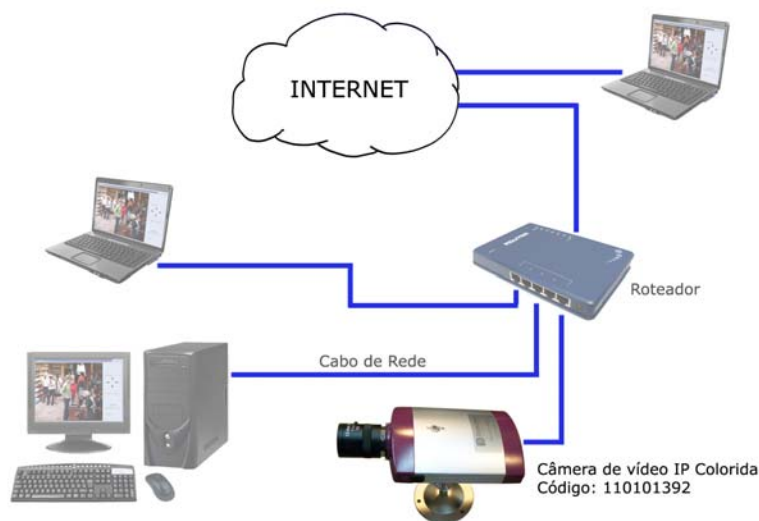 INTERNET
Roteador
Cabo de Rede
Câmera de vídeo IP Colorida
Código: 110101392